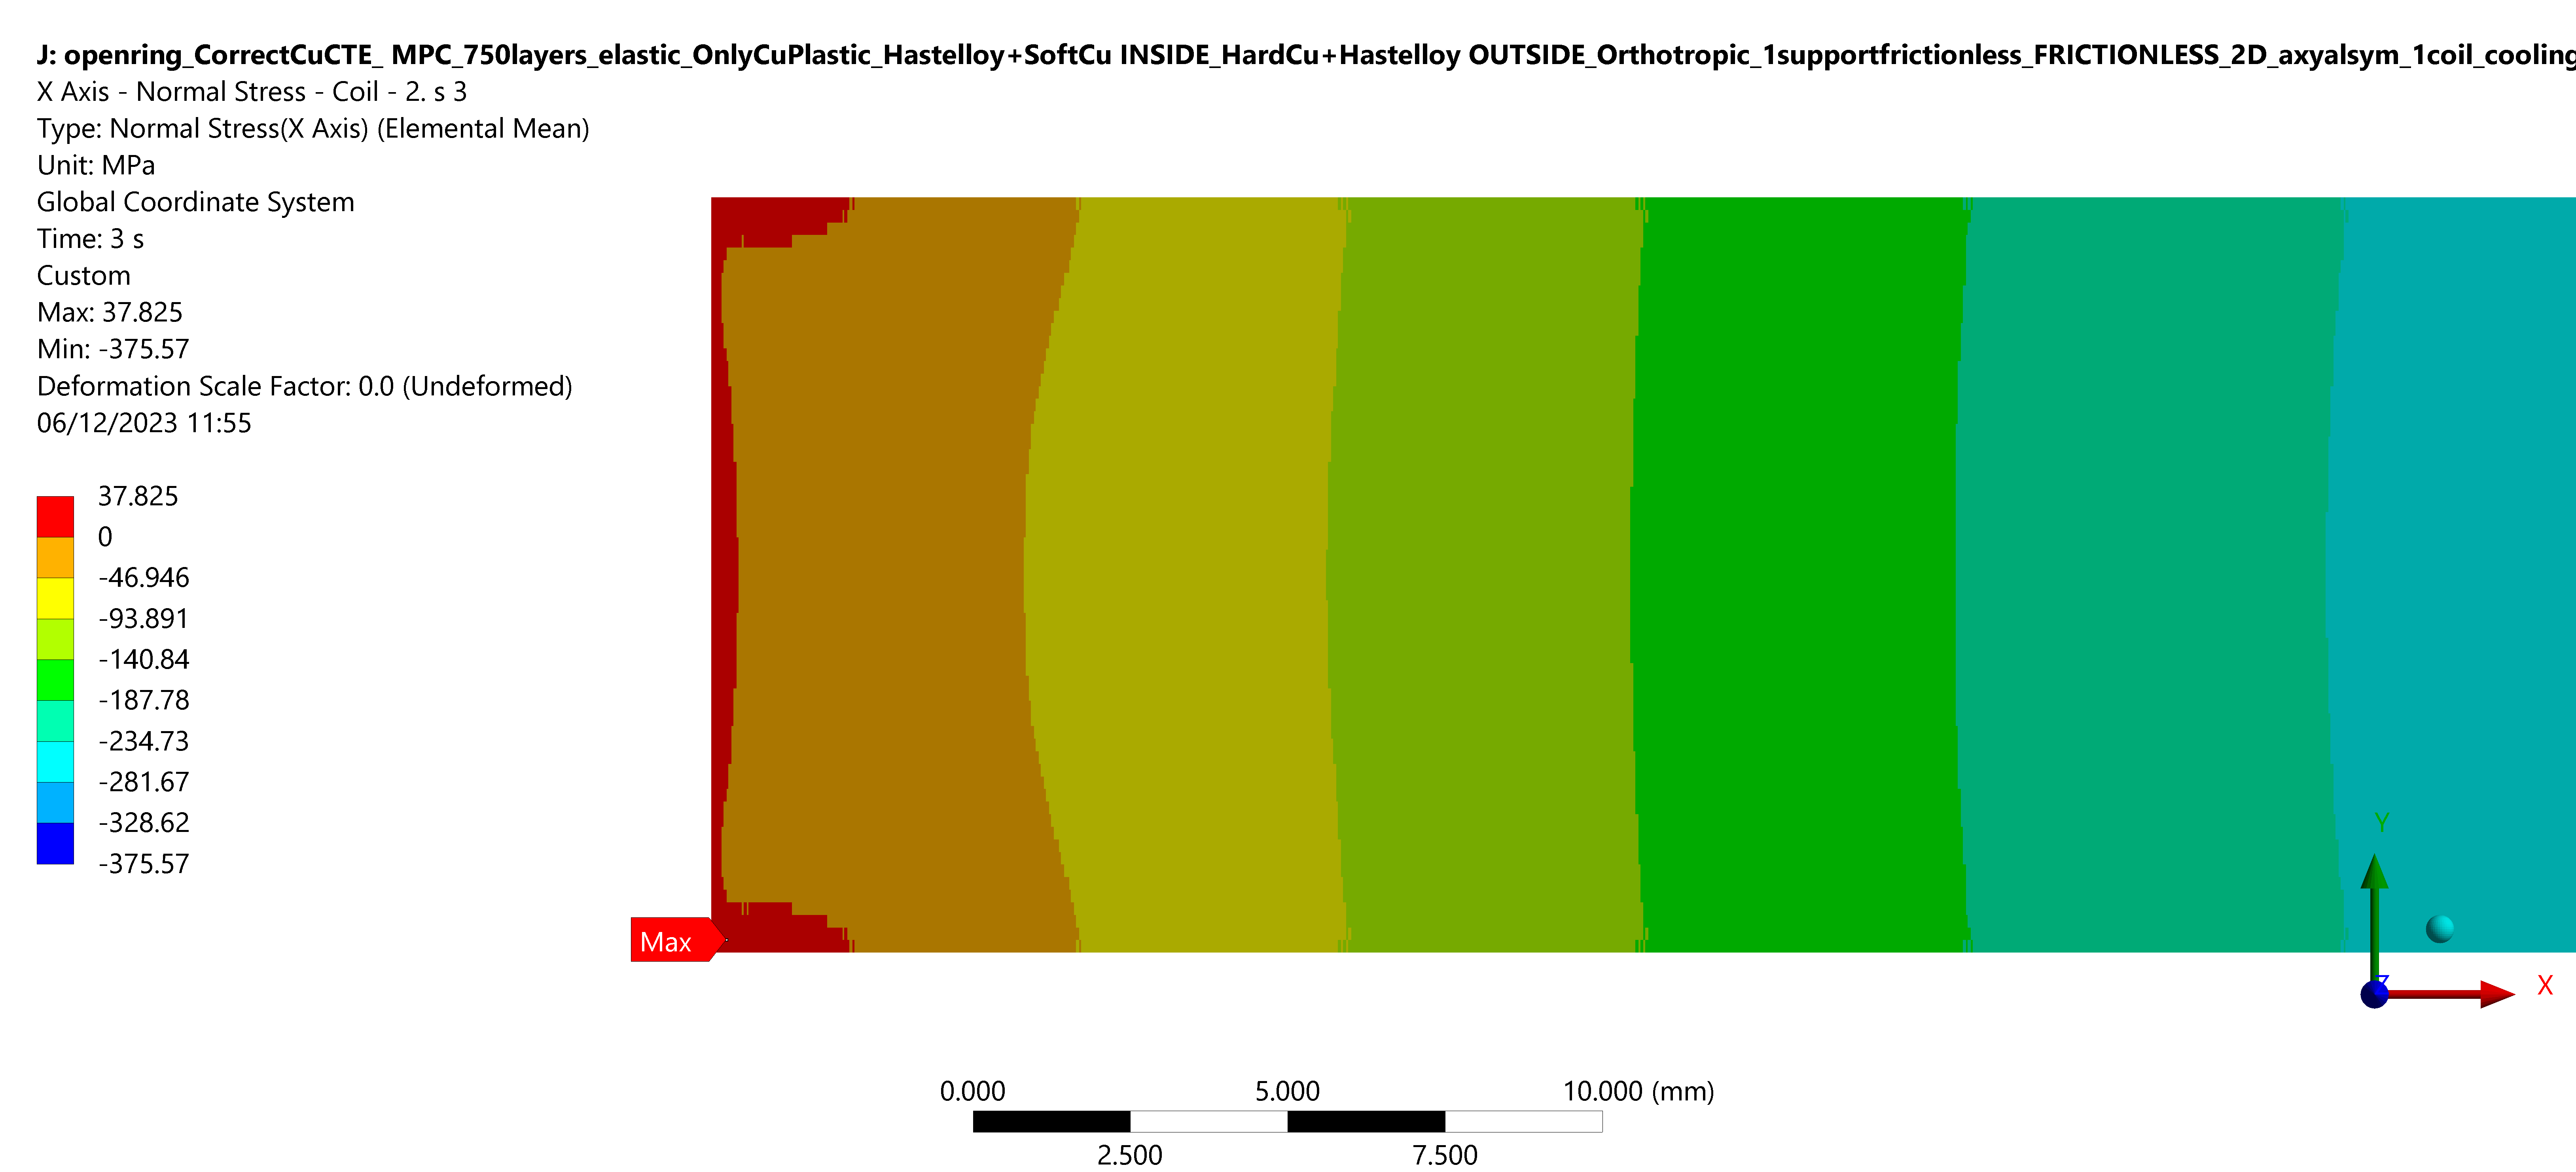 J: openring_CorrectCuCTE_ MPC_750layers_elastic_OnlyCuPlastic_Hastelloy+SoftCu INSIDE_HardCu+Hastelloy OUTSIDE_Orthotropic_1supportfrictionless_FRICTIONLESS_2D_axyalsym_1coil_cooling
X Axis - Normal Stress - Coil - 2. s 3
Type: Normal Stress(X Axis) (Elemental Mean)
Unit: MPa
Global Coordinate System
Time: 3 s
Custom
Max: 37.825
Min: -375.57
Deformation Scale Factor: 0.0 (Undeformed)
06/12/2023 11:55
37.825
0
-46.946
-93.891
-140.84
-187.78
-234.73
-281.67
-328.62
-375.57
Max
Y
Z
X
0.000 5.000 10.000 (mm)
2.500 7.500